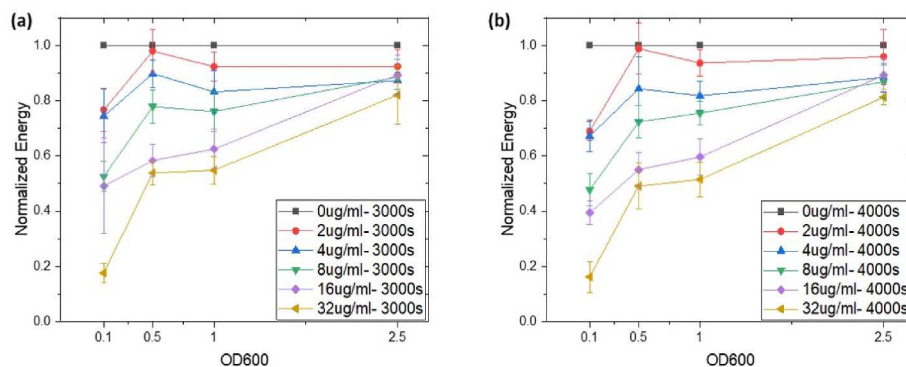 (a)
Normalized Energy
1.0
0.8
0.6
0.4
0.2
0.0
0ug/ml- 3000s
2ug/ml- 3000s
4ug/ml- 3000s
8ug/ml- 3000s
16ug/ml- 3000s
32ug/ml- 3000s
0.1 0.5 1 2.5
OD600
(b)
Normalized Energy
1.0
0.8
0.6
0.4
0.2
0.0
0ug/ml- 4000s
2ug/ml- 4000s
4ug/ml- 4000s
8ug/ml- 4000s
16ug/ml- 4000s
32ug/ml- 4000s
0.1 0.5 1 2.5
OD600